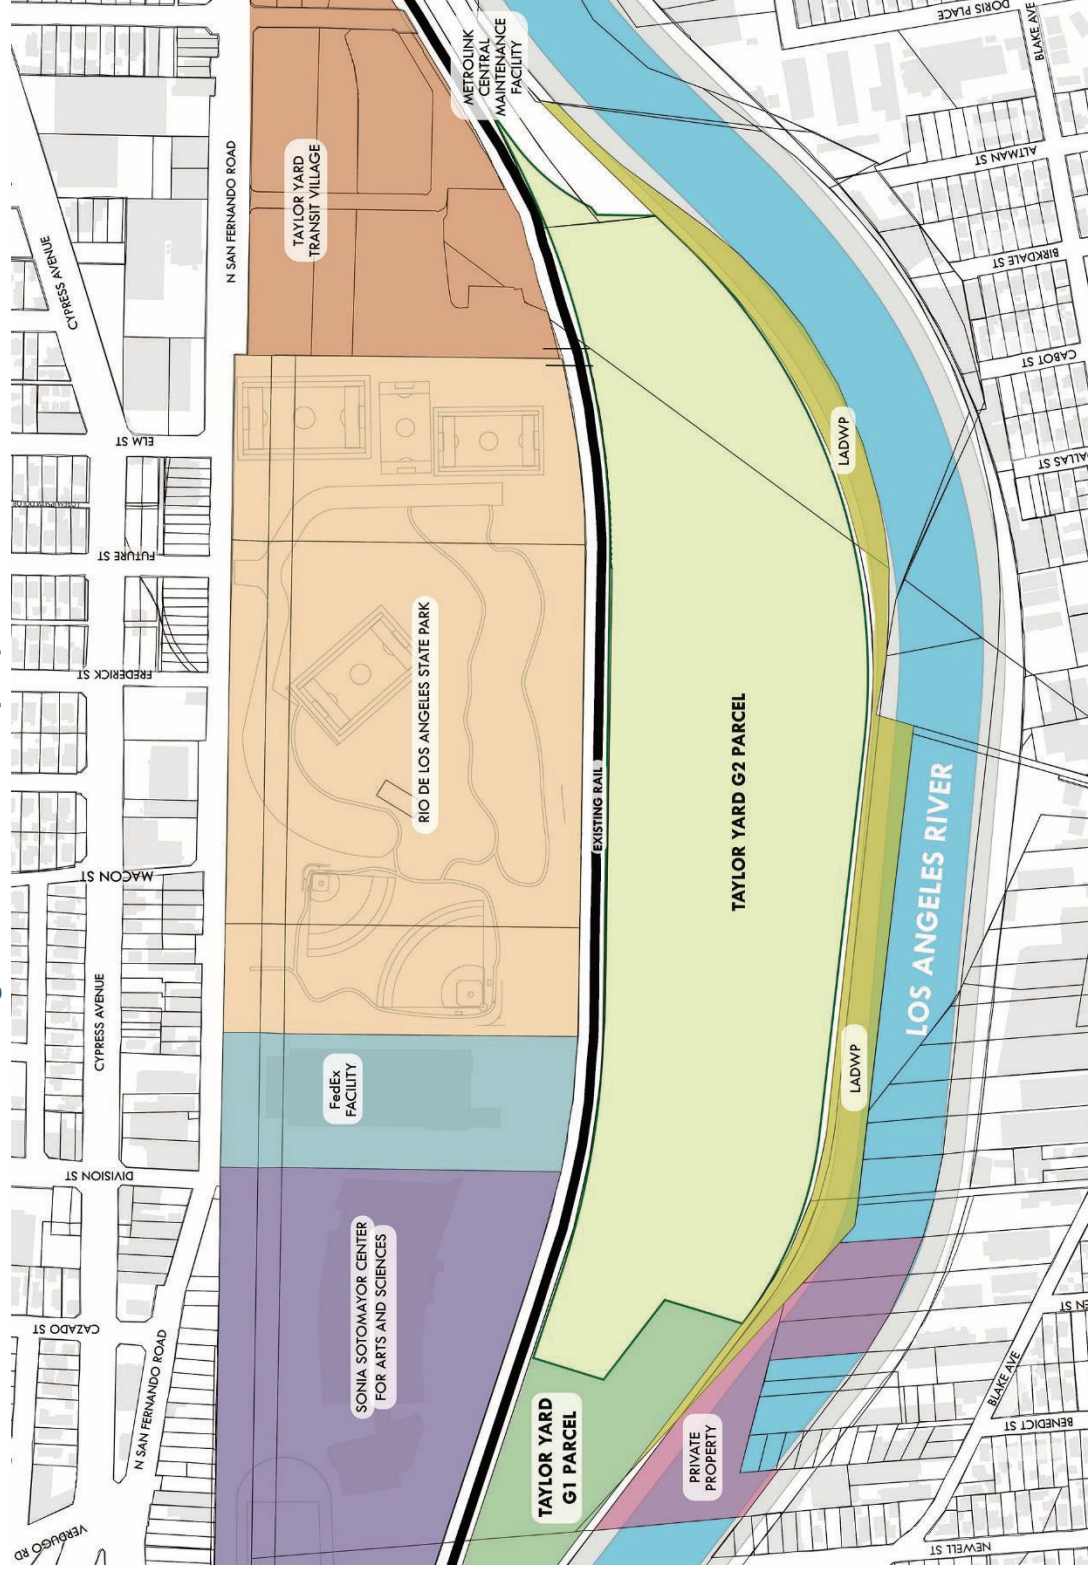 DORIS PLACE
BLAKE AVE
METROLINK
CENTRAL
MAINTENANCE
FACILITY
N SAN FERNANDO ROAD
TAYLOR YARD
TRANSIT VILLAGE
CYPRESS AVENUE
ALTMAN ST
BIRKDALE ST
CABOT ST
DALLAS ST
ELM ST
LADWP
FUTURE ST
FREDERICK ST
RIO DE LOS ANGELES STATE PARK
EXISTING RAIL
TAYLOR YARD G2 PARCEL
LOS ANGELES RIVER
MACON ST
CYPRESS AVENUE
FedEx
FACILITY
LADWP
DIVISION ST
SONIA SOTOMAYOR CENTER
FOR ARTS AND SCIENCES
CAZADO ST
N SAN FERNANDO ROAD
VERDUGO RD
TAYLOR YARD
G1 PARCEL
PRIVATE
PROPERTY
BLAKE AVE
BENEDICT ST
NEWELL ST